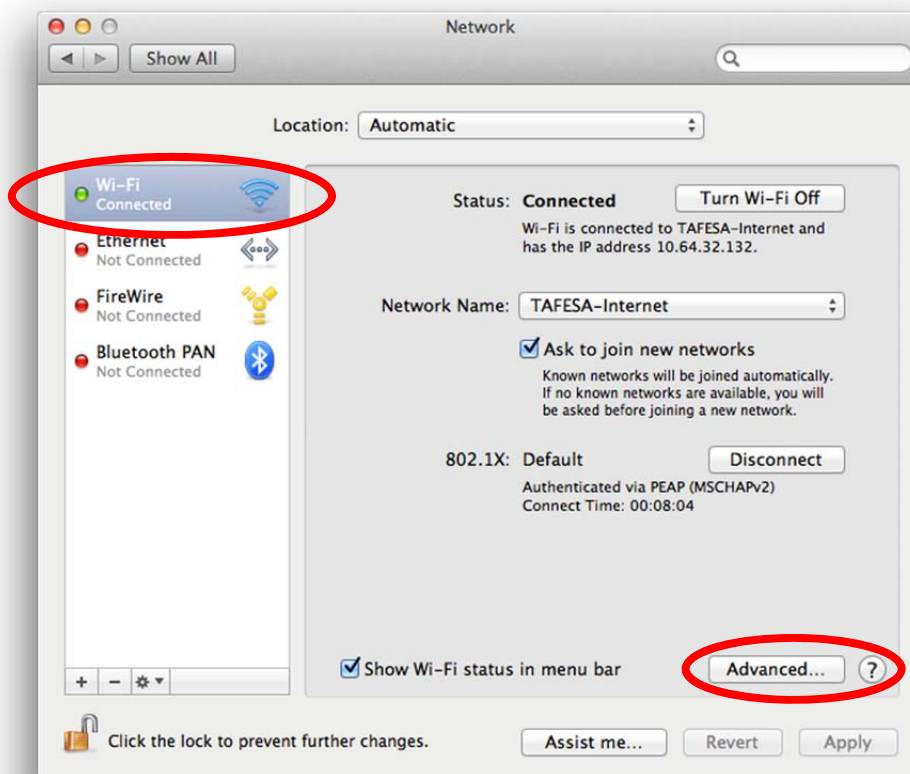 Network
Show All
Location: Automatic
Wi-Fi
Connected
Ethernet
Not Connected
FireWire
Not Connected
Bluetooth PAN
Not Connected
Status: Connected
Turn Wi-Fi Off
Wi-Fi is connected to TAFESA-Internet and
has the IP address 10.64.32.132.
Network Name: TAFESA-Internet
Ask to join new networks
Known networks will be joined automatically.
If no known networks are available, you will
be asked before joining a new network.
802.1X: Default
Disconnect
Authenticated via PEAP (MSCHAPv2)
Connect Time: 00:08:04
Show Wi-Fi status in menu bar
Advanced...
?
Click the lock to prevent further changes.
Assist me...
Revert
Apply